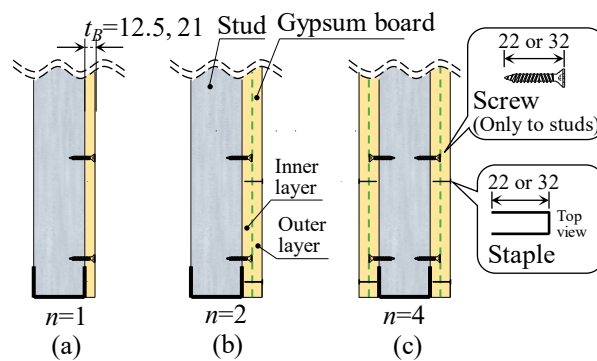 t_B=12.5, 21
Stud
Gypsum board
22 or 32
Screw
(Only to studs)
Inner
layer
Outer
layer
22 or 32
Top
view
Staple
n=1
n=2
n=4
(a)
(b)
(c)